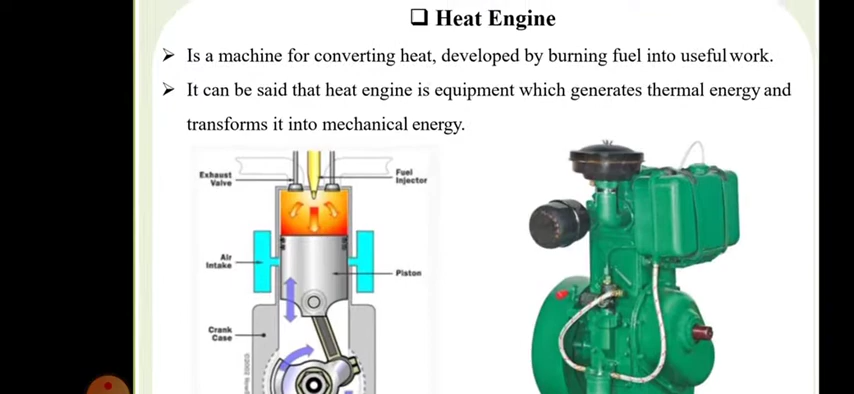 Heat Engine
Is a machine for converting heat, developed by burning fuel into useful work.
It can be said that heat engine is equipment which generates thermal energy and
transforms it into mechanical energy.
Exhaust
Valve
Fuel
Injector
Air
Intake
Piston
Crank
Case